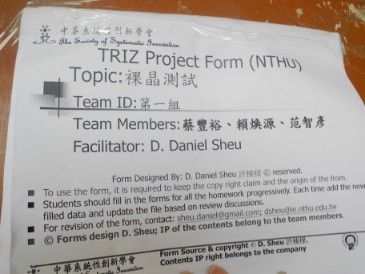 中華系統性創新學會
The Society of Systematic Innovation
TRIZ Project Form (NTHU)
Topic:裸晶測試
Team ID:第一組
Team Members:蔡豐裕、賴煥源、范智彥
Facilitator: D. Daniel Sheu
Form Designed By: D. Daniel Sheu 許棟樑 © reserved.
■ To use the form, it is required to keep the copy right claim and the origin of the from.
■ Students should fill in the forms for all the homework progressively. Each time add the new
filled data and update the file based on review discussions.
■ For revision of the form, contact: sheu.daniel@gmail.com; dsheu@ie.nthu.edu.tw
■ © Forms design D. Sheu; IP of the contents belong to the team members.
中華系統性創新學會
Form Source & copyright © D. Sheu 許棟樑.
Contents IP right belongs to the company